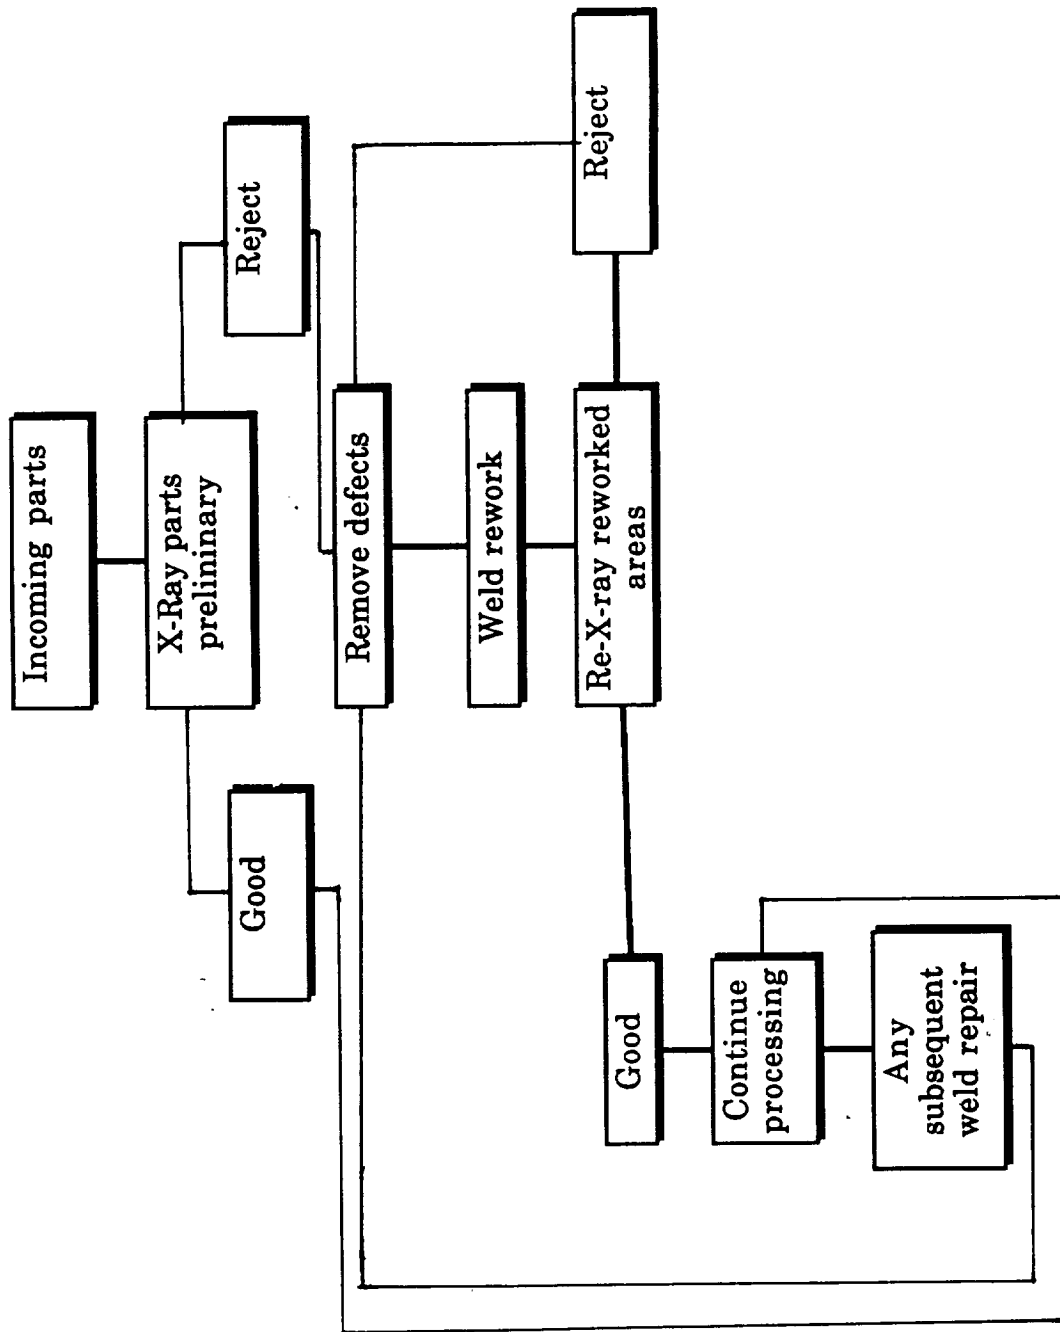 Incoming parts
X-Ray parts
prelininary
Good
Reject
Remove defects
Weld rework
Re-X-ray reworked
areas
Reject
Good
Continue
processing
Any
subsequent
weld repair